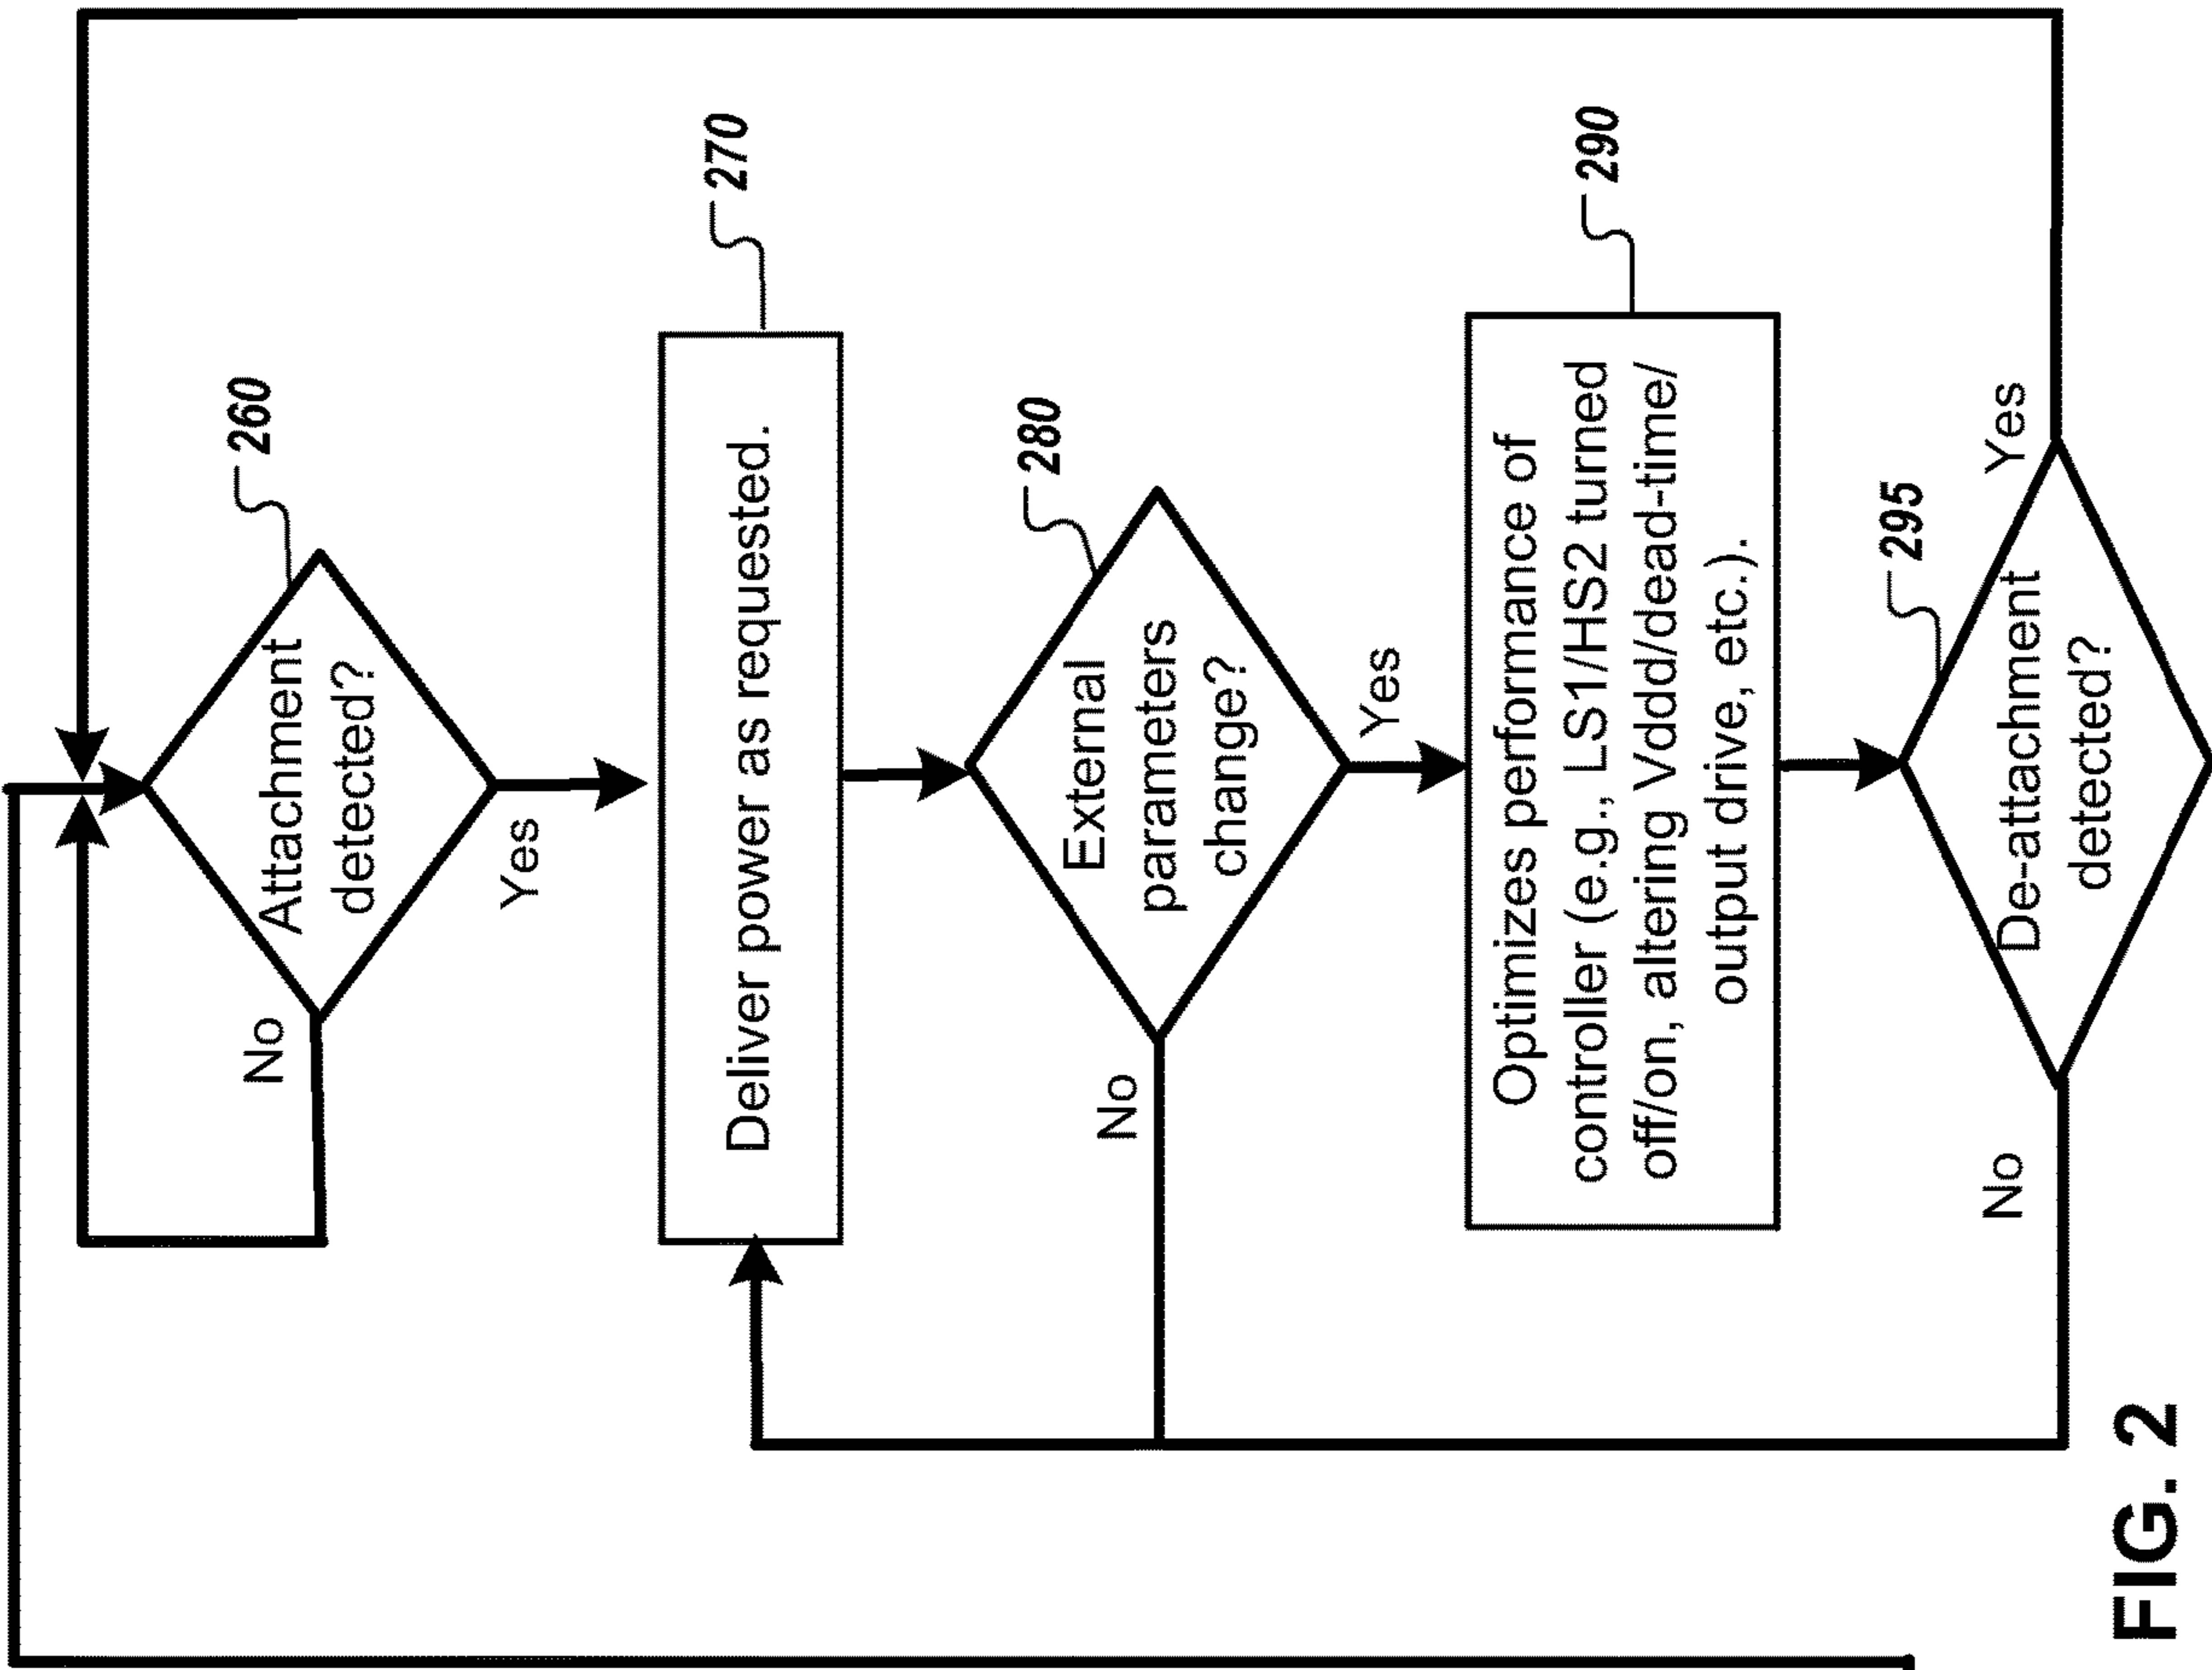 260
Attachment
detected?
No
Yes
270
Deliver power as requested.
280
External
parameters
change?
No
Yes
290
Optimizes performance of
controller (e.g., LS1/HS2 turned
off/on, altering Vddd/dead-time/
output drive, etc.).
295
De-attachment
detected?
No
Yes
FIG. 2